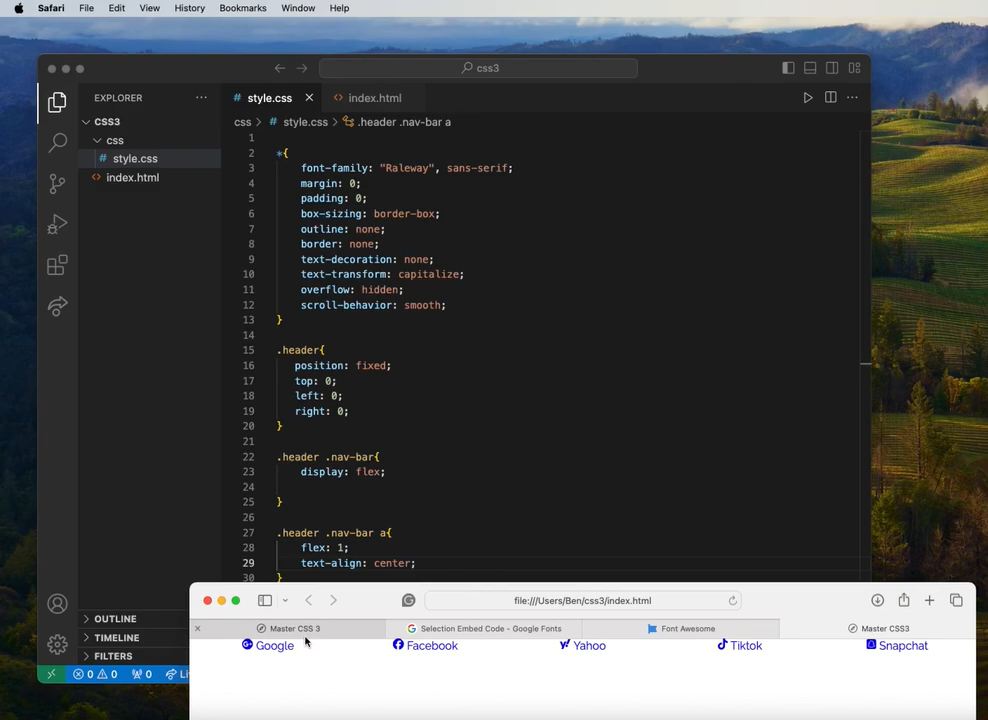 Safari File Edit View History Bookmarks Window Help
css3
EXPLORER
style.css
index.html
CSS3
css > style.css > .header .nav-bar a
css
style.css
index.html
1
2 *{
3 font-family: "Raleway", sans-serif;
4 margin: 0;
5 padding: 0;
6 box-sizing: border-box;
7 outline: none;
8 border: none;
9 text-decoration: none;
10 text-transform: capitalize;
11 overflow: hidden;
12 scroll-behavior: smooth;
13 }
14
15 .header{
16 position: fixed;
17 top: 0;
18 left: 0;
19 right: 0;
20 }
21
22 .header .nav-bar{
23 display: flex;
24
25 }
26
27 .header .nav-bar a{
28 flex: 1;
29 text-align: center;
30 }
OUTLINE
TIMELINE
FILTERS
0 0 0 Li
file:///Users/Ben/css3/index.html
Master CSS 3
Selection Embed Code - Google Fonts
Font Awesome
Master CSS3
Google Facebook Yahoo Tiktok Snapchat